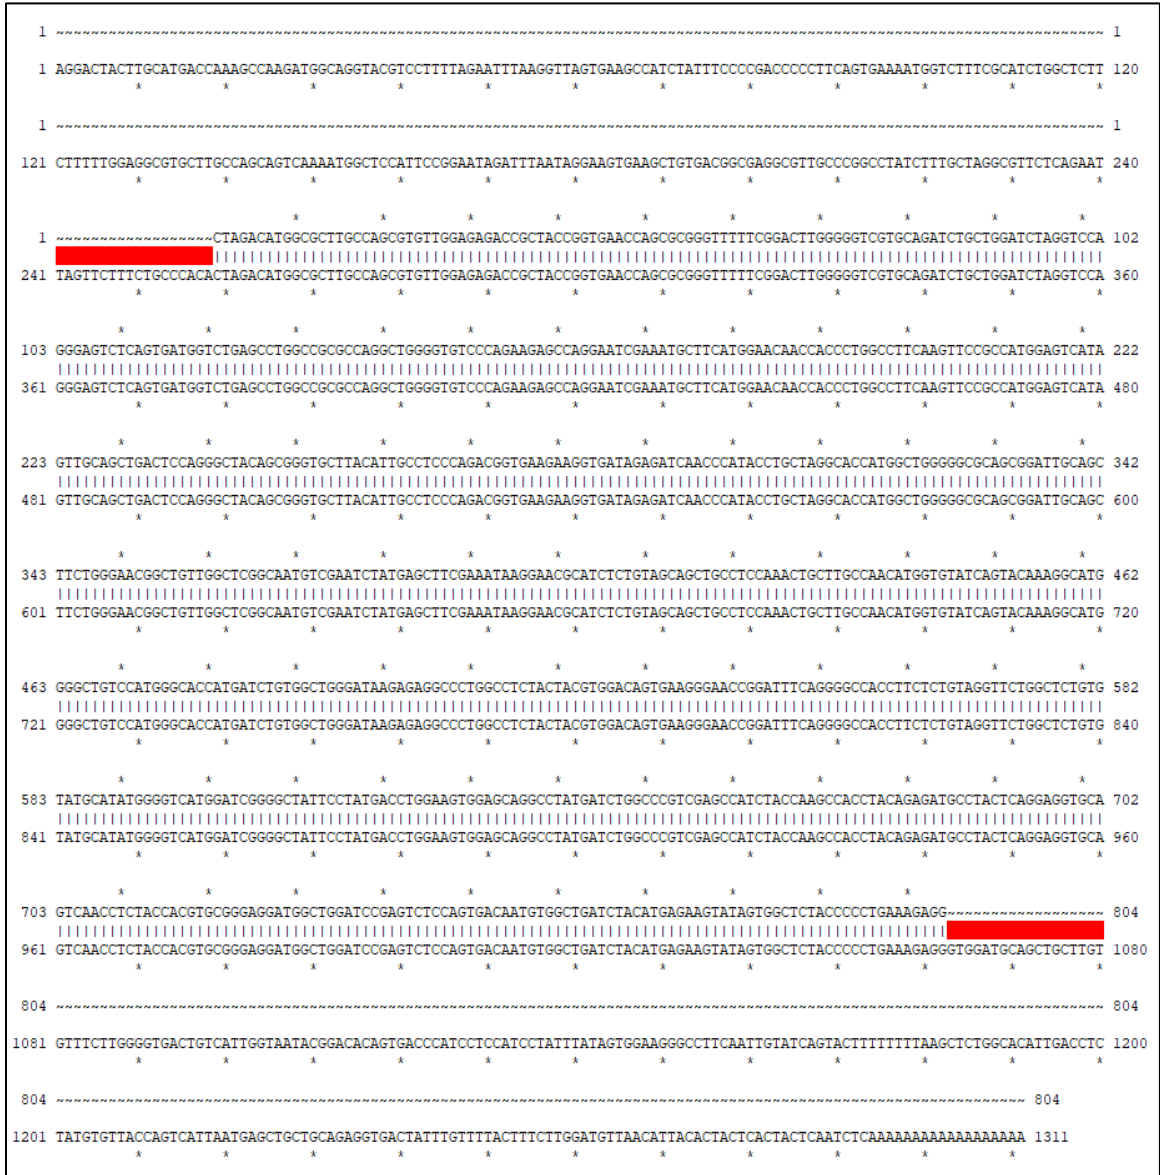 1 ~~~~~~~~~~~~~~~~~~~~~~~~~~~~~~~~~~~~~~~~~~~~~~~~~~~~~~~~~~~~~~~~~~~~~~~~~~~~~~~~~~~~~~~~~~~~~~~~~~~~~~~~~~~~~~~~~~~~~~~~ 1
1 AGGACTACTTGCATGACCAAAGCCAAGATGGCAGGTACGTCCTTTTAGAATTTAAGGTTAGTGAAGCCATCTATTTCCCCGACCCCCTTCAGTGAAAATGGTCTTTCGCATCTGGCTCTT 120
* * * * * * * * * * * *
1 ~~~~~~~~~~~~~~~~~~~~~~~~~~~~~~~~~~~~~~~~~~~~~~~~~~~~~~~~~~~~~~~~~~~~~~~~~~~~~~~~~~~~~~~~~~~~~~~~~~~~~~~~~~~~~~~~~~~~~~~~ 1
121 CTTTTTGGAGGCGTGCTTGCCAGCAGTCAAAATGGCTCCATTCCGGAATAGATTTAATAGGAAGTGAAGCTGTGACGGCGAGGCGTTGCCCGGCCTATCTTTGCTAGGCGTTCTCAGAAT 240
* * * * * * * * * * * *
* * * * * * * * * *
1 ~~~~~~~~~~~~~~~~~~CTAGACATGGCGCTTGCCAGCGTGTTGGAGAGACCGCTACCGGTGAACCAGCGCGGGTTTTTCGGACTTGGGGGTCGTGCAGATCTGCTGGATCTAGGTCCA 102
241 TAGTTCTTTCTGCCCACACTAGACATGGCGCTTGCCAGCGTGTTGGAGAGACCGCTACCGGTGAACCAGCGCGGGTTTTTCGGACTTGGGGGTCGTGCAGATCTGCTGGATCTAGGTCCA 360
* * * * * * * * * * * *
* * * * * * * * * * * *
103 GGGAGTCTCAGTGATGGTCTGAGCCTGGCCGCGCCAGGCTGGGGTGTCCCAGAAGAGCCAGGAATCGAAATGCTTCATGGAACAACCACCCTGGCCTTCAAGTTCCGCCATGGAGTCATA 222
361 GGGAGTCTCAGTGATGGTCTGAGCCTGGCCGCGCCAGGCTGGGGTGTCCCAGAAGAGCCAGGAATCGAAATGCTTCATGGAACAACCACCCTGGCCTTCAAGTTCCGCCATGGAGTCATA 480
* * * * * * * * * * * *
* * * * * * * * * * * *
223 GTTGCAGCTGACTCCAGGGCTACAGCGGGTGCTTACATTGCCTCCCAGACGGTGAAGAAGGTGATAGAGATCAACCCATACCTGCTAGGCACCATGGCTGGGGGCGCAGCGGATTGCAGC 342
481 GTTGCAGCTGACTCCAGGGCTACAGCGGGTGCTTACATTGCCTCCCAGACGGTGAAGAAGGTGATAGAGATCAACCCATACCTGCTAGGCACCATGGCTGGGGGCGCAGCGGATTGCAGC 600
* * * * * * * * * * * *
* * * * * * * * * * * *
343 TTCTGGGAACGGCTGTTGGCTCGGCAATGTCGAATCTATGAGCTTCGAAATAAGGAACGCATCTCTGTAGCAGCTGCCTCCAAACTGCTTGCCAACATGGTGTATCAGTACAAAGGCATG 462
601 TTCTGGGAACGGCTGTTGGCTCGGCAATGTCGAATCTATGAGCTTCGAAATAAGGAACGCATCTCTGTAGCAGCTGCCTCCAAACTGCTTGCCAACATGGTGTATCAGTACAAAGGCATG 720
* * * * * * * * * * * *
* * * * * * * * * * * *
463 GGGCTGTCCATGGGCACCATGATCTGTGGCTGGGATAAGAGAGGCCCTGGCCTCTACTACGTGGACAGTGAAGGGAACCGGATTTCAGGGGCCACCTTCTCTGTAGGTTCTGGCTCTGTG 582
721 GGGCTGTCCATGGGCACCATGATCTGTGGCTGGGATAAGAGAGGCCCTGGCCTCTACTACGTGGACAGTGAAGGGAACCGGATTTCAGGGGCCACCTTCTCTGTAGGTTCTGGCTCTGTG 840
* * * * * * * * * * * *
* * * * * * * * * * * *
583 TATGCATATGGGGTCATGGATCGGGGCTATTCCTATGACCTGGAAGTGGAGCAGGCCTATGATCTGGCCCGTCGAGCCATCTACCAAGCCACCTACAGAGATGCCTACTCAGGAGGTGCA 702
841 TATGCATATGGGGTCATGGATCGGGGCTATTCCTATGACCTGGAAGTGGAGCAGGCCTATGATCTGGCCCGTCGAGCCATCTACCAAGCCACCTACAGAGATGCCTACTCAGGAGGTGCA 960
* * * * * * * * * * * *
* * * * * * * * * *
703 GTCAACCTCTACCACGTGCGGGAGGATGGCTGGATCCGAGTCTCCAGTGACAATGTGGCTGATCTACATGAGAAGTATAGTGGCTCTACCCCCTGAAAGAGG~~~~~~~~~~~~~~~~~~ 804
961 GTCAACCTCTACCACGTGCGGGAGGATGGCTGGATCCGAGTCTCCAGTGACAATGTGGCTGATCTACATGAGAAGTATAGTGGCTCTACCCCCTGAAAGAGGGTGGATGCAGCTGCTTGT 1080
* * * * * * * * * * * *
804 ~~~~~~~~~~~~~~~~~~~~~~~~~~~~~~~~~~~~~~~~~~~~~~~~~~~~~~~~~~~~~~~~~~~~~~~~~~~~~~~~~~~~~~~~~~~~~~~~~~~~~~~~~~~~~~~~~~~~~~~~ 804
1081 GTTTCTTGGGGTGACTGTCATTGGTAATACGGACACAGTGACCCATCCTCCATCCTATTTATAGTGGAAGGGCCTTCAATTGTATCAGTACTTTTTTTTAAGCTCTGGCACATTGACCTC 1200
* * * * * * * * * * * *
804 ~~~~~~~~~~~~~~~~~~~~~~~~~~~~~~~~~~~~~~~~~~~~~~~~~~~~~~~~~~~~~~~~~~~~~~~~~~~~~~~~~~~~~~~~~~~~~~~~~~~~~~~~~~~~~~~ 804
1201 TATGTGTTACCAGTCATTAATGAGCTGCTGCAGAGGTGACTATTTGTTTTACTTTCTTGGATGTTAACATTACACTACTCACTACTCAATCTCAAAAAAAAAAAAAAAAAA 1311
* * * * * * * * * * *